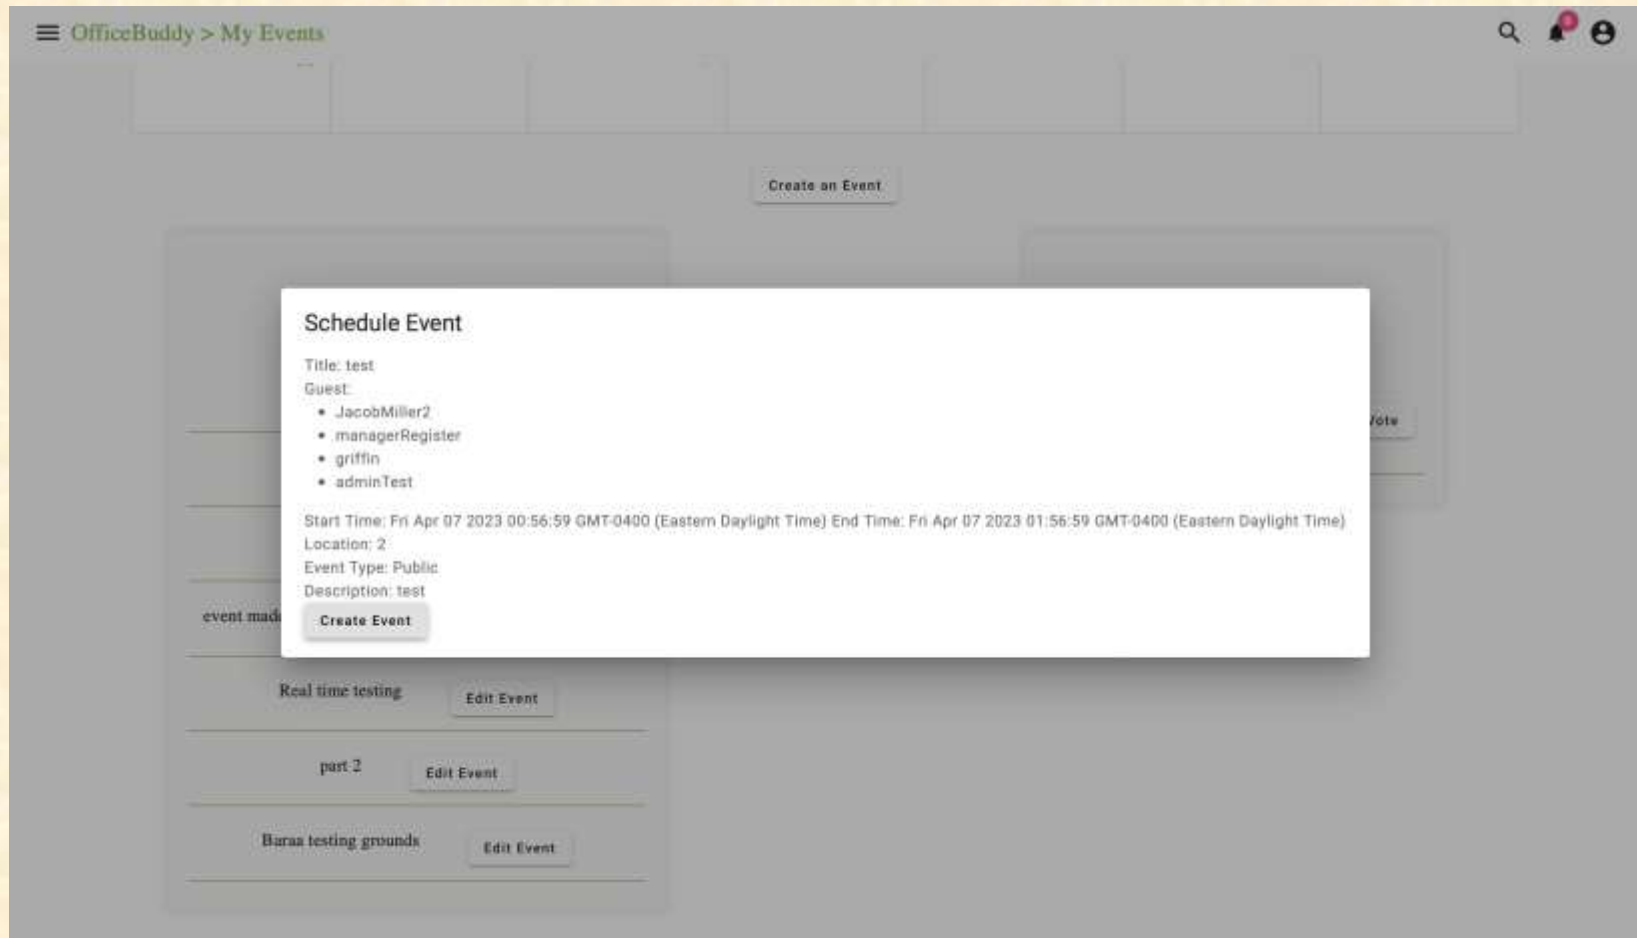 OfficeBuddy > My Events
Create an Event
Schedule Event
Title: test
Guest:
JacobMiller2
managerRegister
griffin
adminTest
Start Time: Fri Apr 07 2023 00:56:59 GMT-0400 (Eastern Daylight Time) End Time: Fri Apr 07 2023 01:56:59 GMT-0400 (Eastern Daylight Time)
Location: 2
Event Type: Public
Description: test
Create Event
Vote
event made
Real time testing Edit Event
part 2 Edit Event
Baraa testing grounds Edit Event